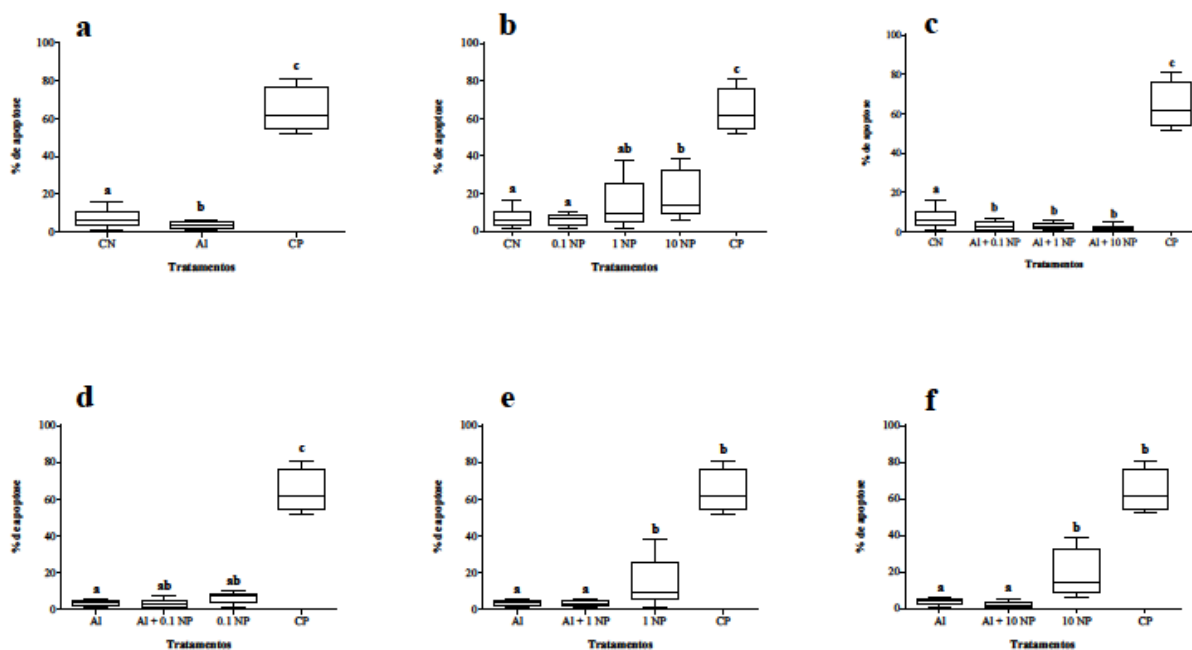 a
100
80
60
40
20
0
% de apoptose
a
b
c
CN Al CP
Tratamentos
b
100
80
60
40
20
0
% de apoptose
a
a
ab
b
c
CN 0.1 NP 1 NP 10 NP CP
Tratamentos
c
100
80
60
40
20
0
% de apoptose
a
b
b
b
c
CN Al + 0.1 NP Al + 1 NP Al + 10 NP CP
Tratamentos
d
100
80
60
40
20
0
% de apoptose
a
ab
ab
c
Al Al + 0.1 NP 0.1 NP CP
Tratamentos
e
100
80
60
40
20
0
% de apoptose
a
a
b
b
Al Al + 1 NP 1 NP CP
Tratamentos
f
100
80
60
40
20
0
% de apoptose
a
a
b
b
Al Al + 10 NP 10 NP CP
Tratamentos